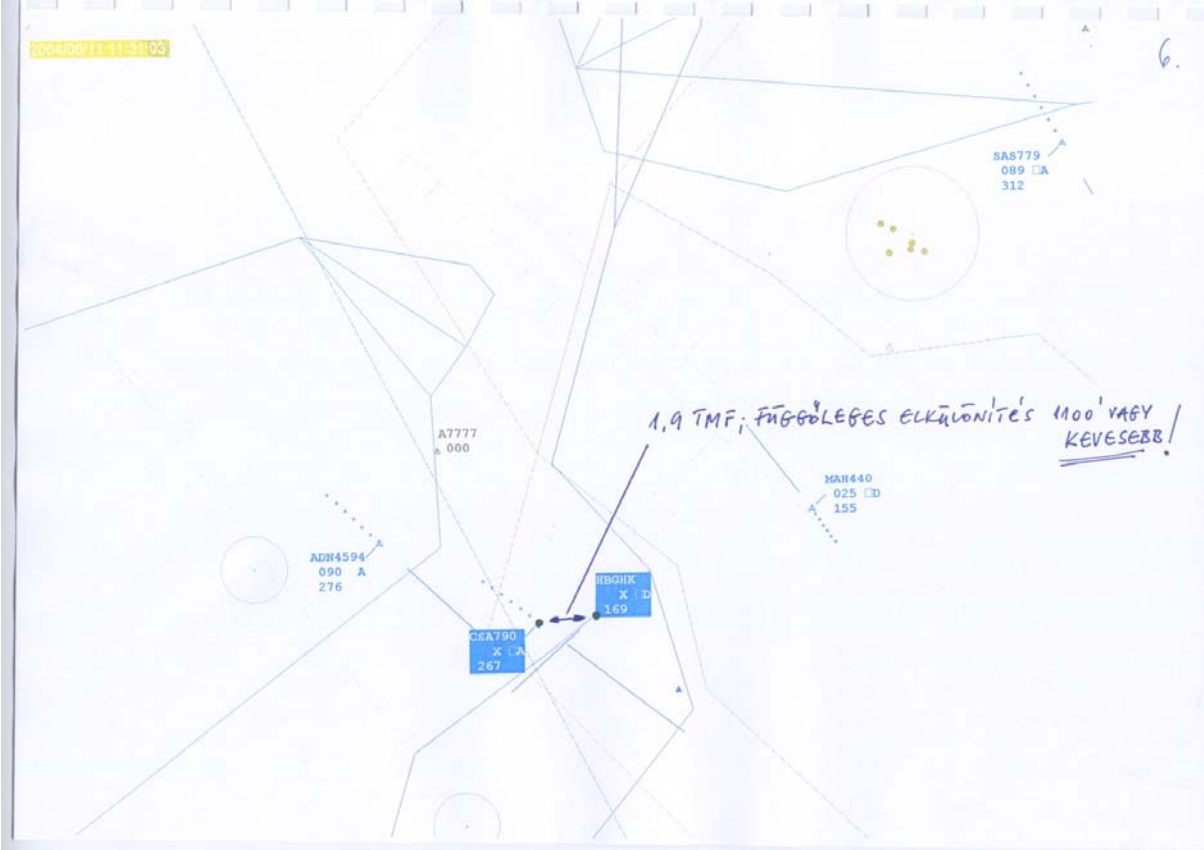 2004/06/11 11:31:03
6.
SAS779
089 □A
312
A7777
000
1,9 TMF; FÜGGŐLEGES ELKÜLÖNÍTÉS 1100' VAGY
KEVESEBB!
MAH440
025 □D
155
ADN4594
090 A
276
HBGHK
X □D
169
CSA790
X □A
267